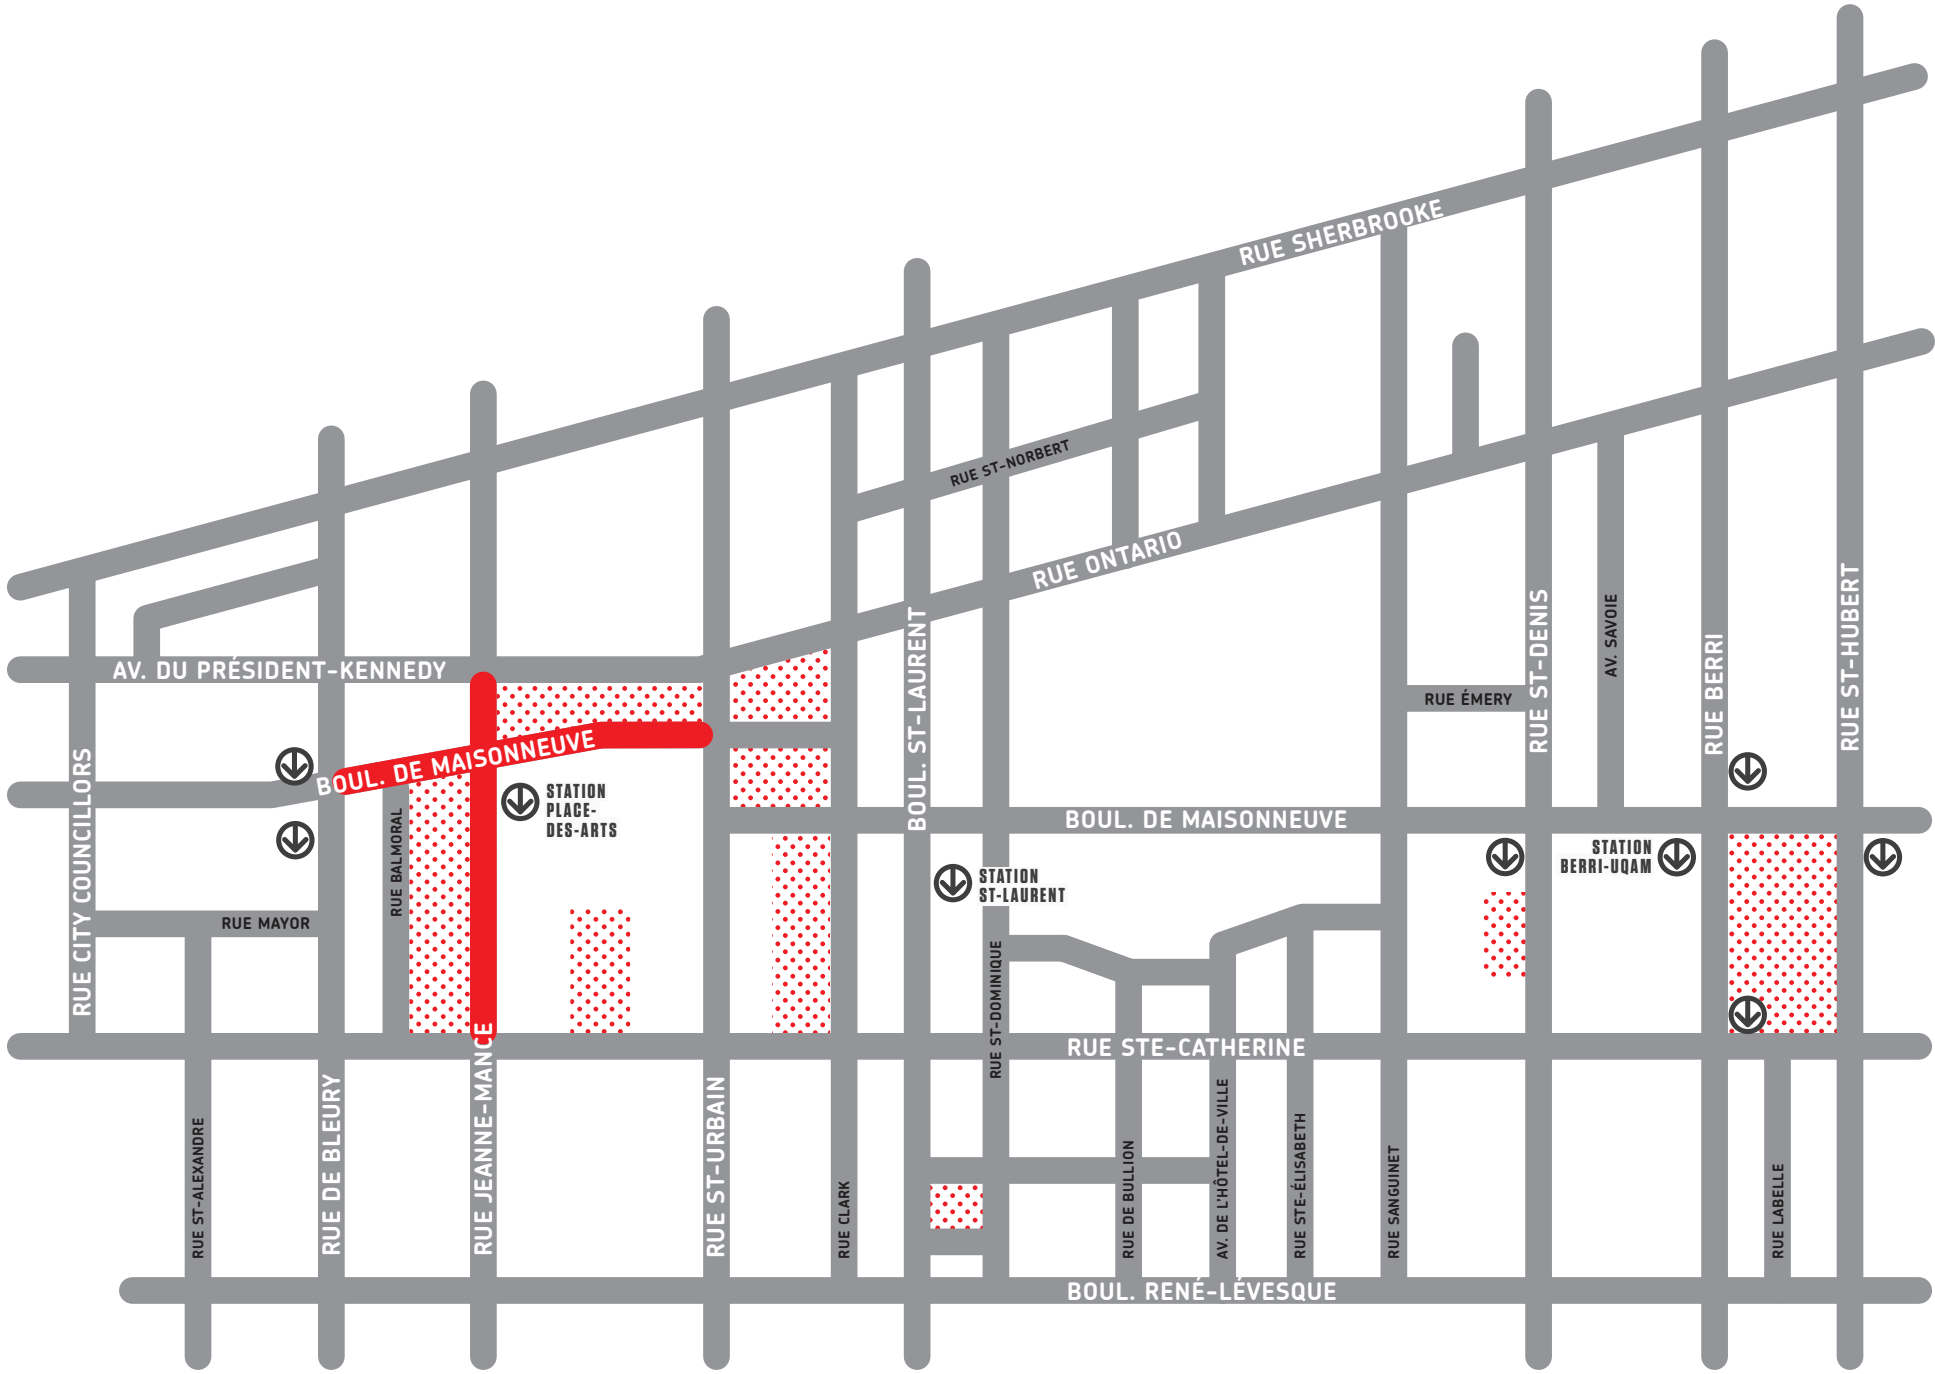 RUE SHERBROOKE
RUE ST-NORBERT
RUE ONTARIO
AV. DU PRÉSIDENT-KENNEDY
BOUL. DE MAISONNEUVE
RUE CITY COUNCILLORS
RUE BALMORAL
STATION
PLACE-
DES-ARTS
BOUL. ST-LAURENT
BOUL. DE MAISONNEUVE
RUE ÉMERY
RUE ST-DENIS
AV. SAVOIE
RUE BERRI
RUE ST-HUBERT
STATION
BERRI-UQAM
STATION
ST-LAURENT
RUE MAYOR
RUE ST-DOMINIQUE
RUE STE-CATHERINE
RUE ST-ALEXANDRE
RUE DE BLEURY
RUE JEANNE-MANCE
RUE ST-URBAIN
RUE CLARK
RUE DE BULLION
AV. DE L'HÔTEL-DE-VILLE
RUE STE-ÉLISABETH
RUE SANGUINET
RUE LABELLE
BOUL. RENÉ-LÉVESQUE